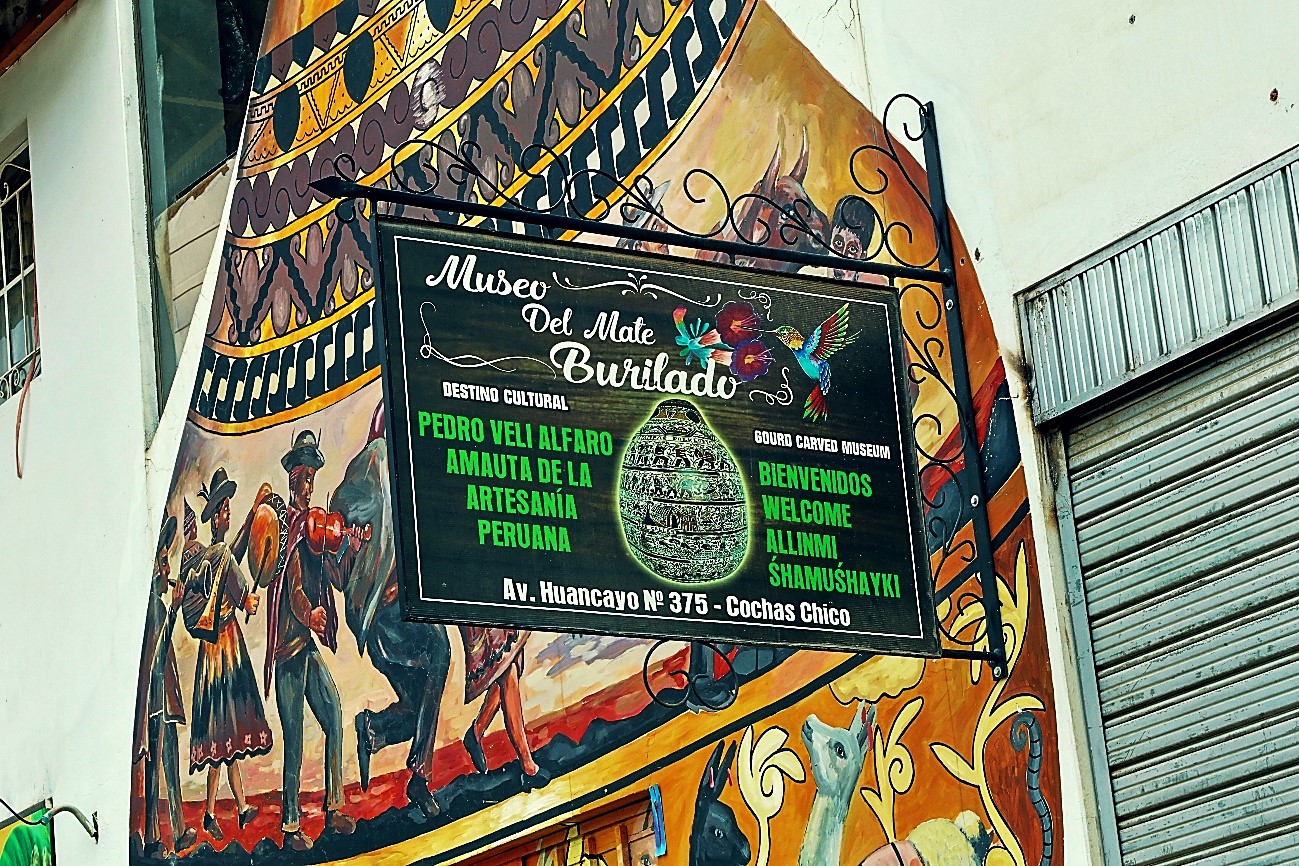 Museo
Del Mate
Burilado
DESTINO CULTURAL
PEDRO VELI ALFARO
AMAUTA DE LA
ARTESANÍA
PERUANA
GOURD CARVED MUSEUM
BIENVENIDOS
WELCOME
ALLINMI
ŚHAMUŚHAYKI
Av. Huancayo Nº 375 - Cochas Chico